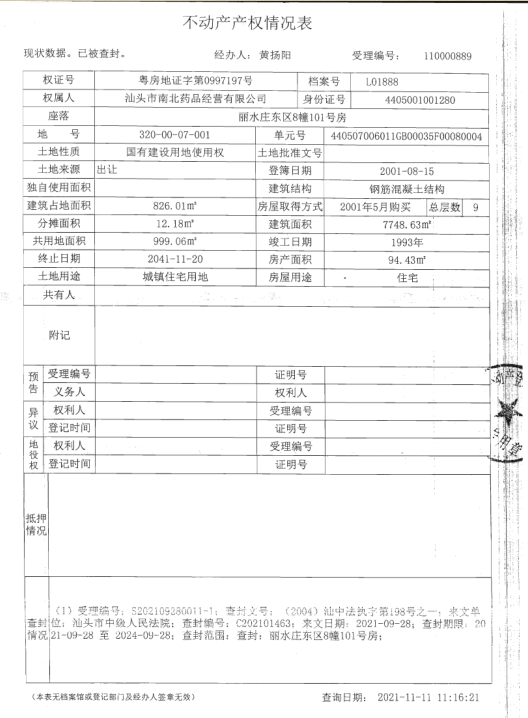 不动产产权情况表
现状数据。已被查封。 经办人：黄扬阳 受理编号： 110000889
权证号 粤房地证字第0997197号 档案号 L01888
权属人 汕头市南北药品经营有限公司 身份证号 4405001001280
座落 丽水庄东区8幢101号房
地 号 320-00-07-001 单元号 440507006011GB00035F00080004
土地性质 国有建设用地使用权 土地批准文号
土地来源 出让 登簿日期 2001-08-15
独自使用面积 建筑结构 钢筋混凝土结构
建筑占地面积 826.01㎡ 房屋取得方式 2001年5月购买 总层数 9
分摊面积 12.18㎡ 建筑面积 7748.63㎡
共用地面积 999.06㎡ 竣工日期 1993年
终止日期 2041-11-20 房产面积 94.43㎡
土地用途 城镇住宅用地 房屋用途 住宅
共有人
附记
预告 受理编号 证明号
义务人 权利人
异议 权利人 受理编号
登记时间 证明号
地役权 权利人 受理编号
登记时间 证明号
抵押情况
查封情况
（1）受理编号：S202109280011-1；查封文号：（2004）汕中法执字第198号之一；来文单
位：汕头市中级人民法院；查封编号：C202101463；来文日期：2021-09-28；查封期限：20
21-09-28 至 2024-09-28；查封范围：查封：丽水庄东区8幢101号房；
（本表无档案馆或登记部门及经办人签章无效） 查询日期： 2021-11-11 11:16:21
用章